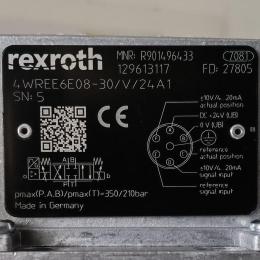 rexroth
MNR: R901496433
7081
129613117
FD: 27805
4WREE6E08-30/V/24A1
SN: 5
CE
±10V/4..20mA
actual position
DC +24V (UB)
0 V (UB)
reference
actual position
±10V/4..20mA
signal input
reference
signal input
a
A B
b
P T
pmax(P,A,B)/pmax(T)=350/210bar
Made in Germany